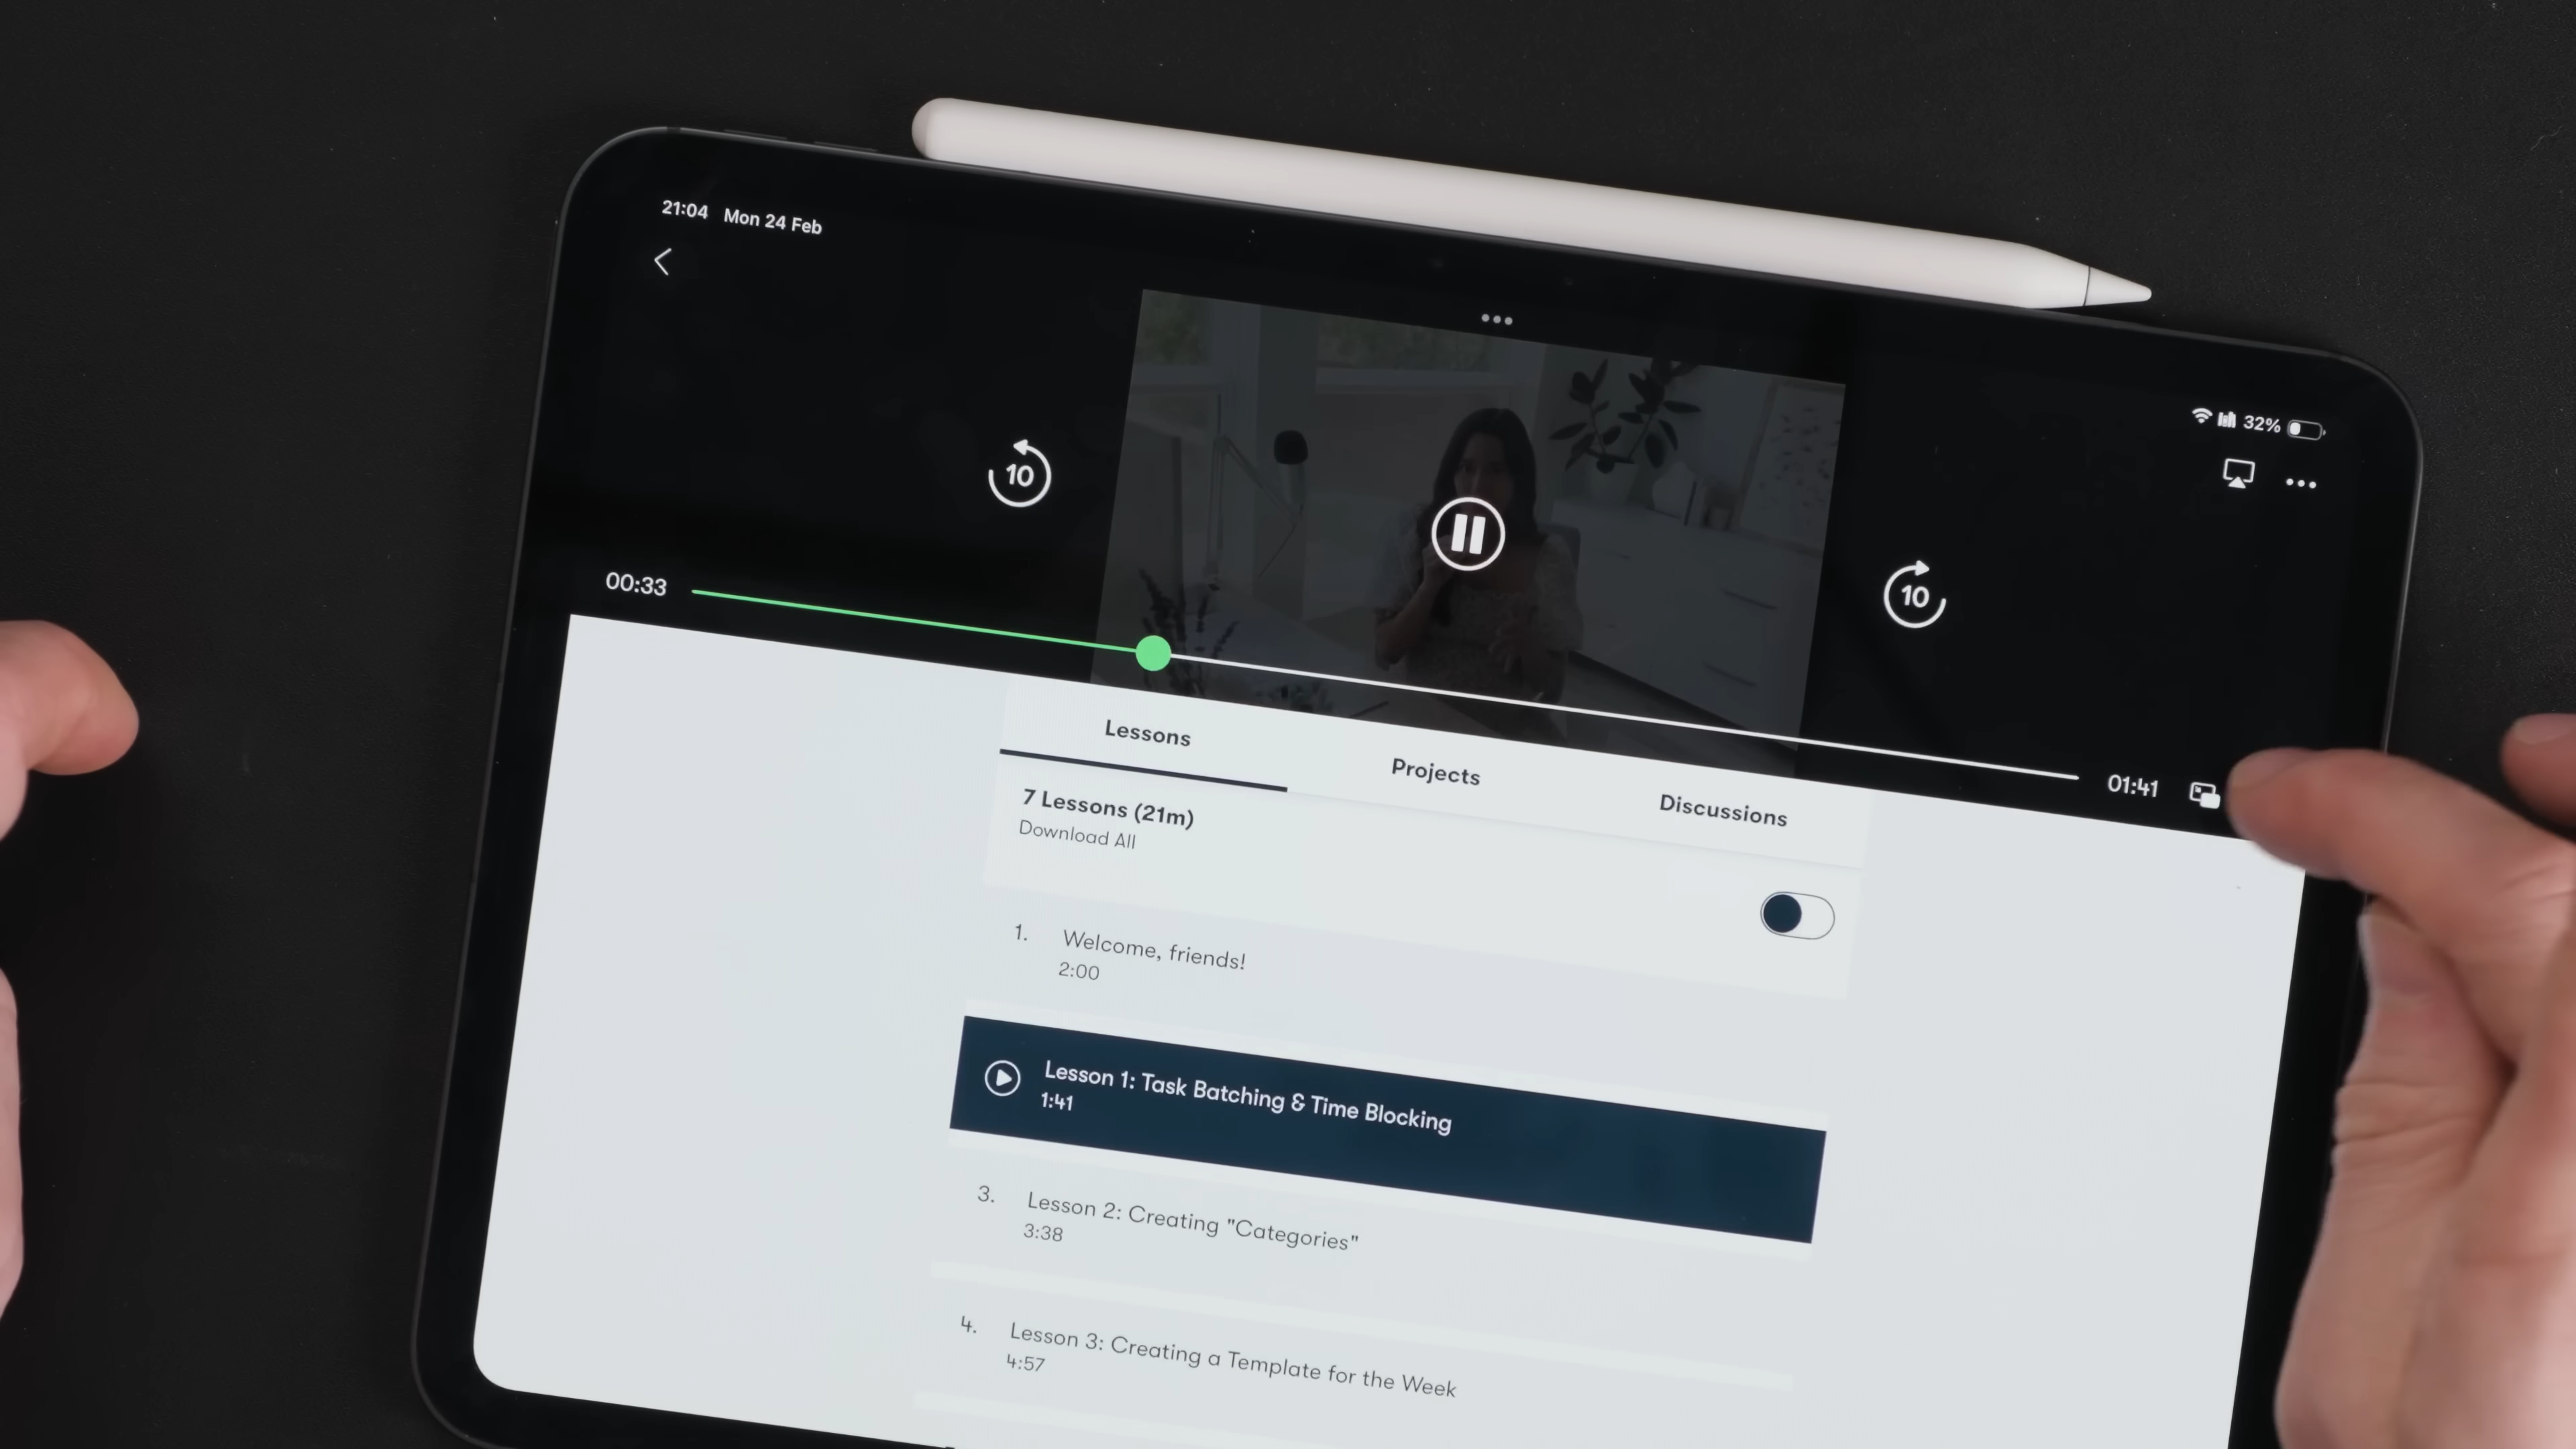 21:04 Mon 24 Feb
32%
10
10
00:33
01:41
Lessons
Projects
Discussions
7 Lessons (21m)
Download All
1. Welcome, friends!
2:00
Lesson 1: Task Batching & Time Blocking
1:41
3. Lesson 2: Creating "Categories"
3:38
4. Lesson 3: Creating a Template for the Week
4:57